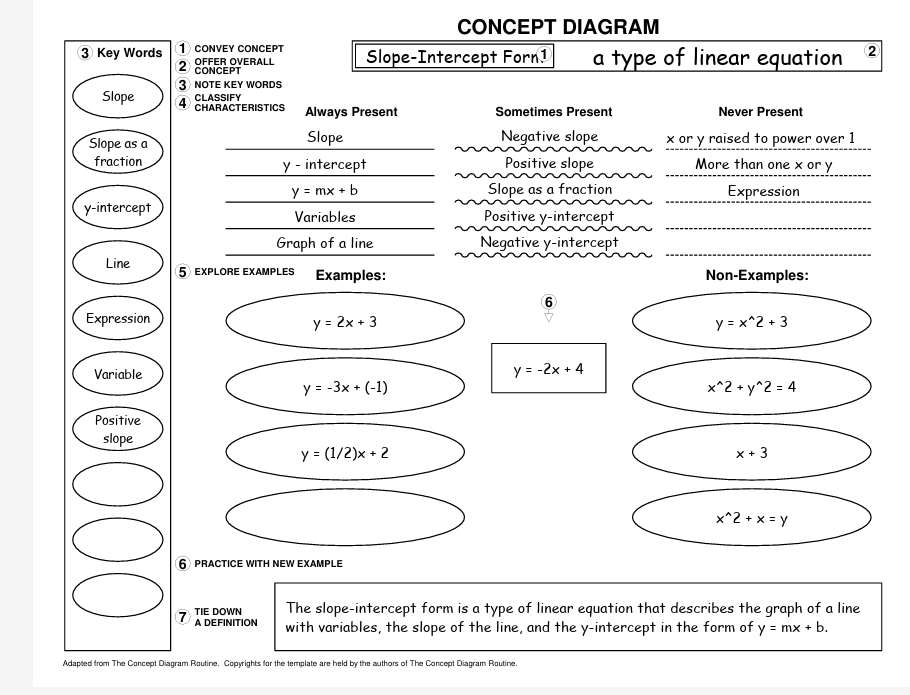 CONCEPT DIAGRAM
3 Key Words
Slope
Slope as a
fraction
y-intercept
Line
Expression
Variable
Positive
slope
1 CONVEY CONCEPT
2 OFFER OVERALL
CONCEPT
3 NOTE KEY WORDS
4 CLASSIFY
CHARACTERISTICS
Slope-Intercept Form 1
a type of linear equation 2
Always Present
Slope
y - intercept
y = mx + b
Variables
Graph of a line
Sometimes Present
Negative slope
Positive slope
Slope as a fraction
Positive y-intercept
Negative y-intercept
Never Present
x or y raised to power over 1
More than one x or y
Expression
5 EXPLORE EXAMPLES
Examples:
y = 2x + 3
y = -3x + (-1)
y = (1/2)x + 2
6
y = -2x + 4
Non-Examples:
y = x^2 + 3
x^2 + y^2 = 4
x + 3
x^2 + x = y
6 PRACTICE WITH NEW EXAMPLE
7 TIE DOWN
A DEFINITION
The slope-intercept form is a type of linear equation that describes the graph of a line
with variables, the slope of the line, and the y-intercept in the form of y = mx + b.
Adapted from The Concept Diagram Routine. Copyrights for the template are held by the authors of The Concept Diagram Routine.